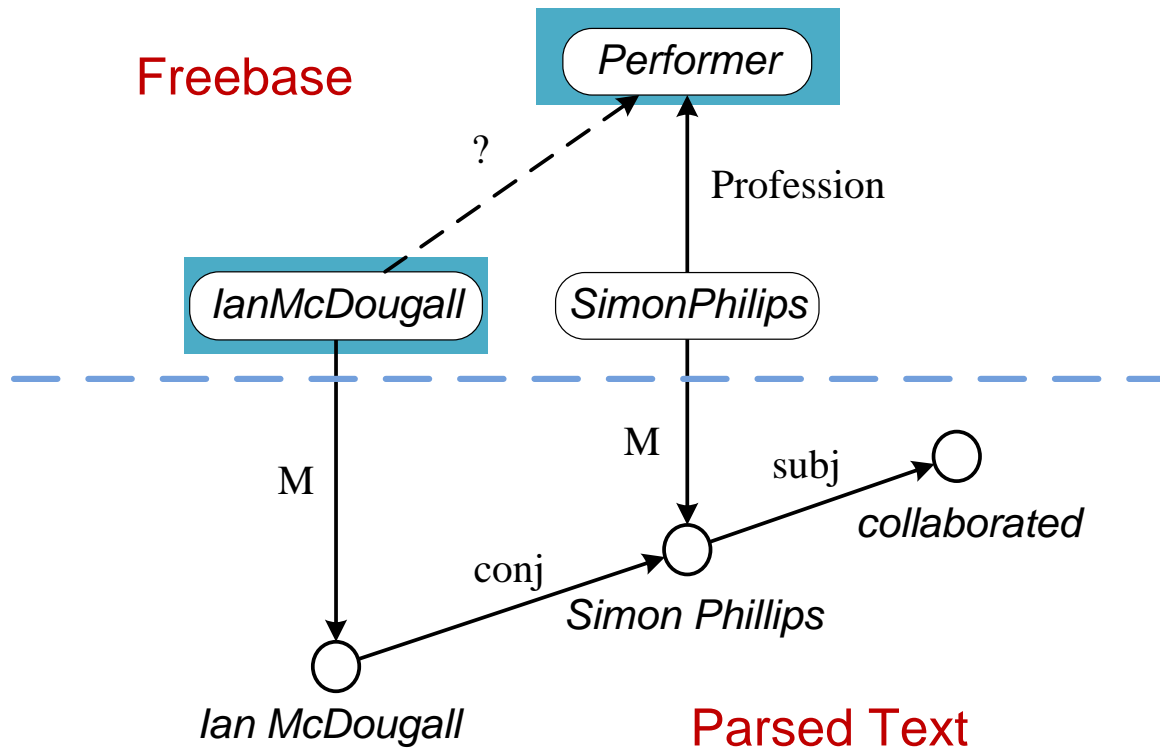 Performer
Freebase
?
Profession
IanMcDougall
SimonPhilips
M
M
subj
collaborated
conj
Simon Phillips
Ian McDougall
Parsed Text